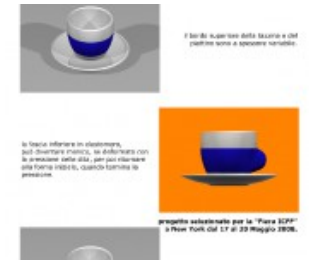 Il bordo superiore della tazzina e del
piattino sono a spessore variabile.
la fascia inferiore in elastomero,
può diventare manico, se deformato con
la pressione delle dita, per poi ritornare
alla forma iniziale, quando termina la
pressione.
progetto selezionato per la "Fiera ICFF"
a New York dal 17 al 20 Maggio 2008.